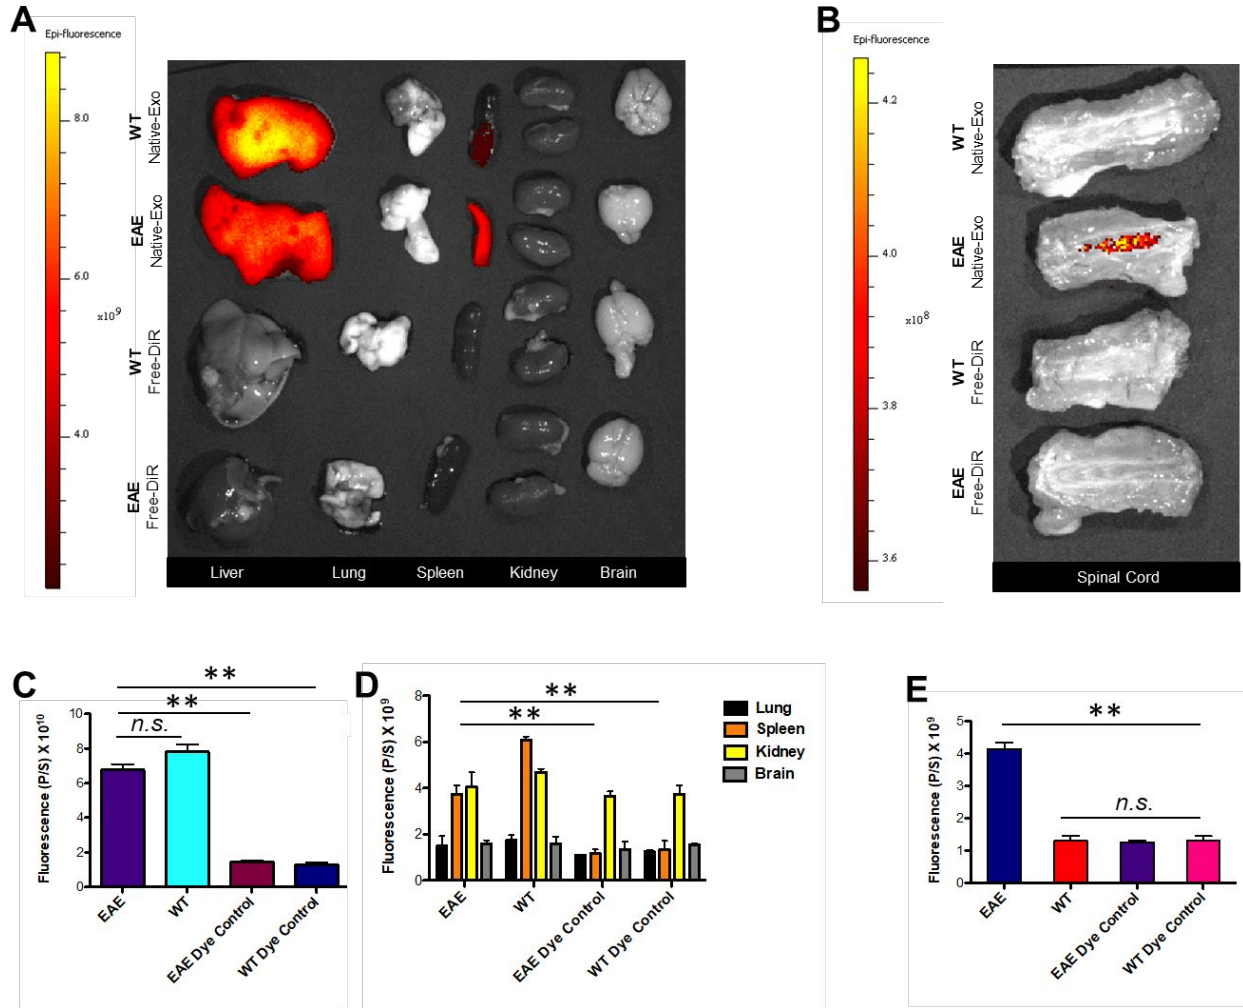 A
Epi-fluorescence
8.0
6.0
x10⁹
4.0
WT
Native-Exo
EAE
Native-Exo
WT
Free-DiR
EAE
Free-DiR
Liver Lung Spleen Kidney Brain
B
Epi-fluorescence
4.2
4.0
x10⁸
3.8
3.6
WT
Native-Exo
EAE
Native-Exo
WT
Free-DiR
EAE
Free-DiR
Spinal Cord
C
**
**
n.s.
Fluorescence (P/S) X 10¹⁰
10
8
6
4
2
0
EAE
WT
EAE Dye Control
WT Dye Control
D
**
**
Fluorescence (P/S) X 10⁹
8
6
4
2
0
EAE
WT
EAE Dye Control
WT Dye Control
Lung
Spleen
Kidney
Brain
E
**
n.s.
Fluorescence (P/S) X 10⁹
5
4
3
2
1
0
EAE
WT
EAE Dye Control
WT Dye Control